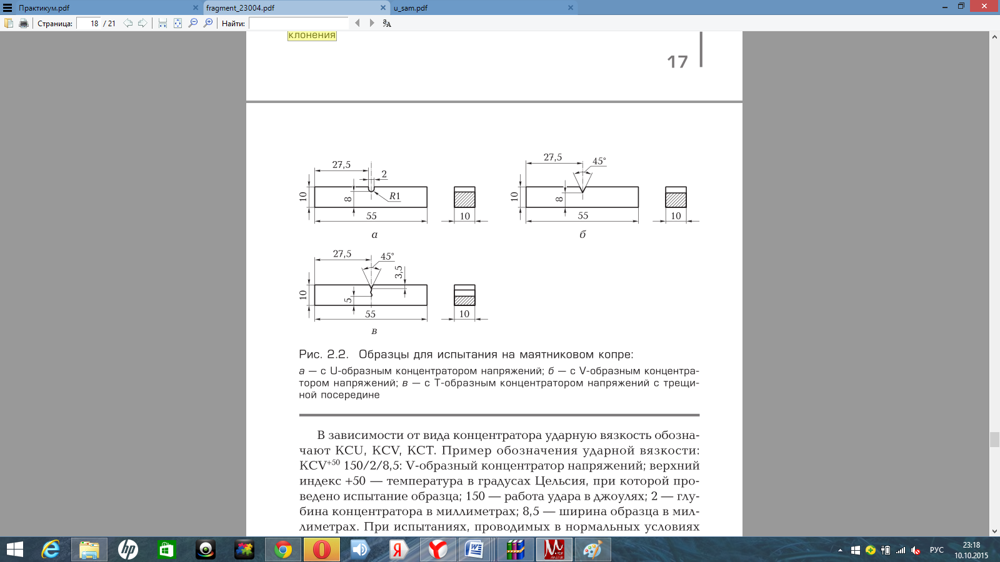 Практикум.pdf
fragment_23004.pdf
u_sam.pdf
Страница: 18 / 21
Найти:
клонения
17
27,5
2
10
8
R1
55
10
а
27,5
45°
10
8
55
10
б
27,5
45°
3,5
10
5
55
10
в
Рис. 2.2. Образцы для испытания на маятниковом копре:
а — с U-образным концентратором напряжений; б — с V-образным концентра-
тором напряжений; в — с Т-образным концентратором напряжений с трещи-
ной посередине
В зависимости от вида концентратора ударную вязкость обозна-
чают KCU, KCV, KCT. Пример обозначения ударной вязкости:
KCV+50 150/2/8,5: V-образный концентратор напряжений; верхний
индекс +50 — температура в градусах Цельсия, при которой про-
ведено испытание образца; 150 — работа удара в джоулях; 2 — глу-
бина концентратора в миллиметрах; 8,5 — ширина образца в мил-
лиметрах. При испытаниях, проводимых в нормальных условиях
РУС
23:18
10.10.2015